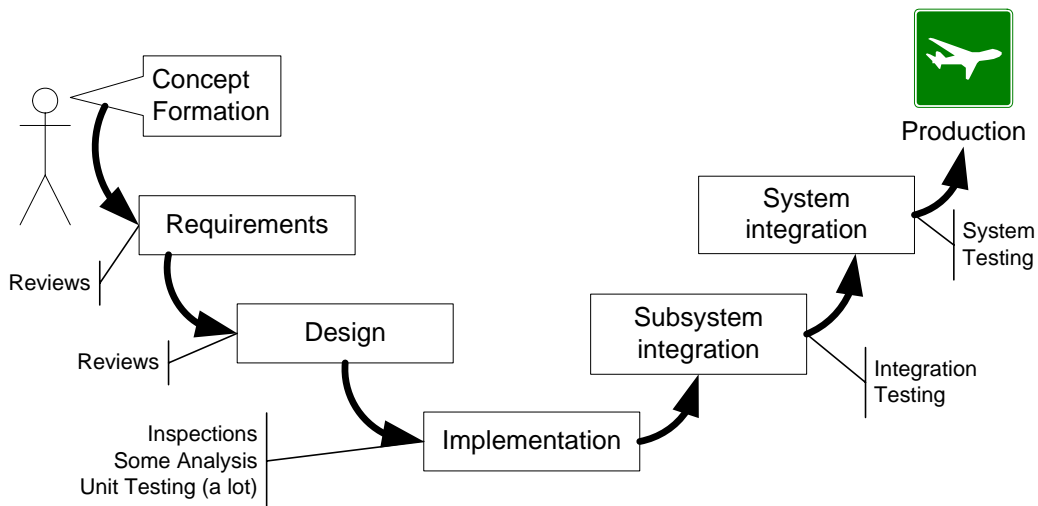 Concept
Formation
Production
System
integration
Requirements
System
Testing
Reviews
Subsystem
integration
Design
Reviews
Integration
Testing
Inspections
Some Analysis
Unit Testing (a lot)
Implementation